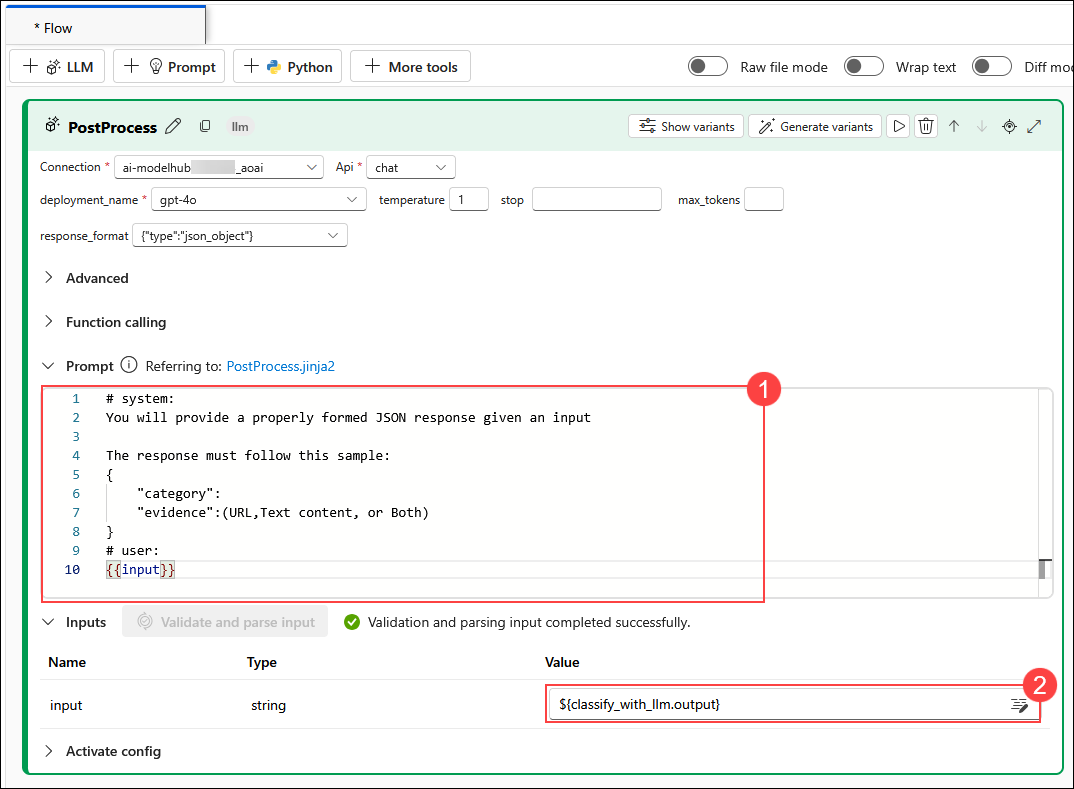 * Flow
+ LLM + Prompt + Python + More tools Raw file mode Wrap text Diff mo
PostProcess llm Show variants Generate variants
Connection * ai-modelhub _aoai Api * chat
deployment_name * gpt-4o temperature 1 stop max_tokens
response_format {"type":"json_object"}
Advanced
Function calling
Prompt Referring to: PostProcess.jinja2
1
1 # system:
2 You will provide a properly formed JSON response given an input
3
4 The response must follow this sample:
5 {
6 "category":
7 "evidence":(URL,Text content, or Both)
8 }
9 # user:
10 {{input}}
Inputs Validate and parse input Validation and parsing input completed successfully.
Name Type Value
2
input string ${classify_with_llm.output}
Activate config